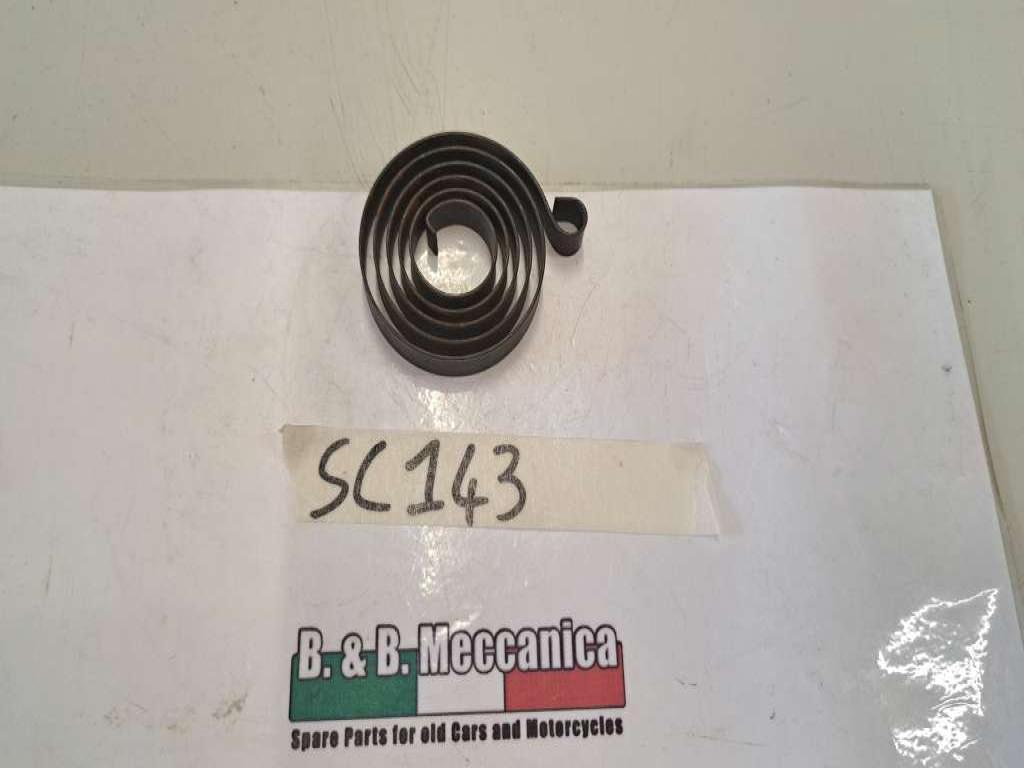 SC143
B. & B. Meccanica
Spare Parts for old Cars and Motorcycles